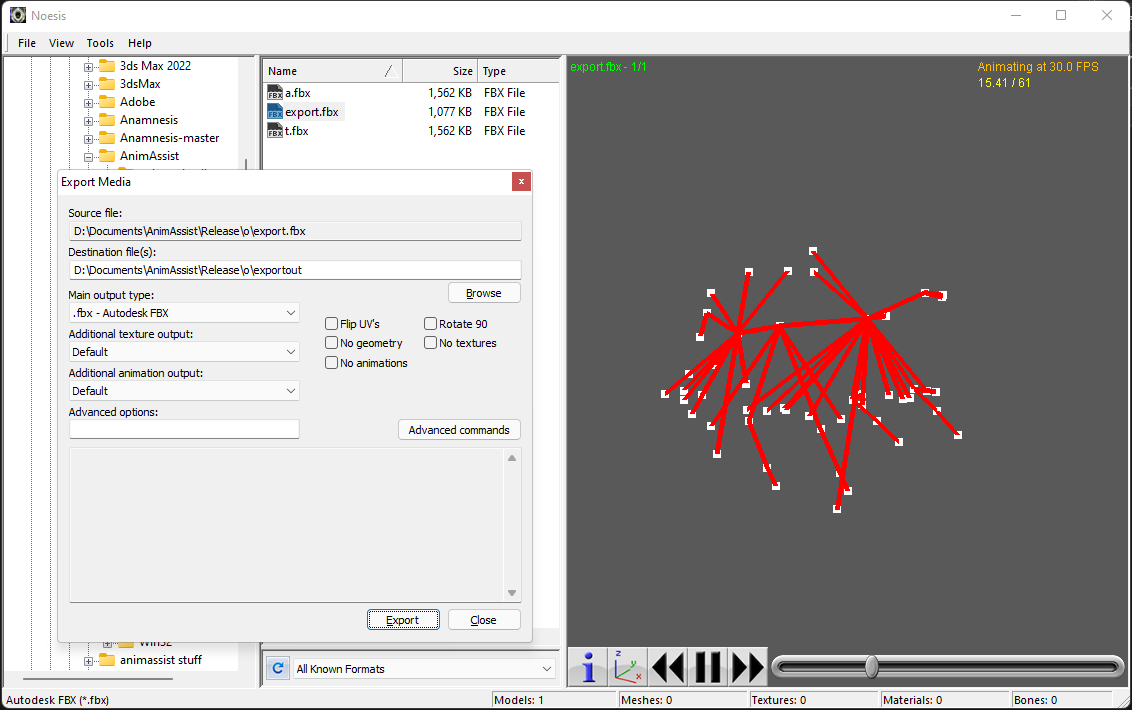 Noesis
File View Tools Help
3ds Max 2022
3dsMax
Adobe
Anamnesis
Anamnesis-master
AnimAssist
Name Size Type
a.fbx 1,562 KB FBX File
export.fbx 1,077 KB FBX File
t.fbx 1,562 KB FBX File
export.fbx - 1/1
Animating at 30.0 FPS
15.41 / 61
Export Media
Source file:
D:\Documents\AnimAssist\Release\o\export.fbx
Destination file(s):
D:\Documents\AnimAssist\Release\o\exportout
Browse
Main output type:
.fbx - Autodesk FBX
Additional texture output:
Default
Additional animation output:
Default
Advanced options:
Flip UV's
Rotate 90
No geometry
No textures
No animations
Advanced commands
Export
Close
Win32
animassist stuff
All Known Formats
z
y
x
Autodesk FBX (*.fbx)
Models: 1
Meshes: 0
Textures: 0
Materials: 0
Bones: 0